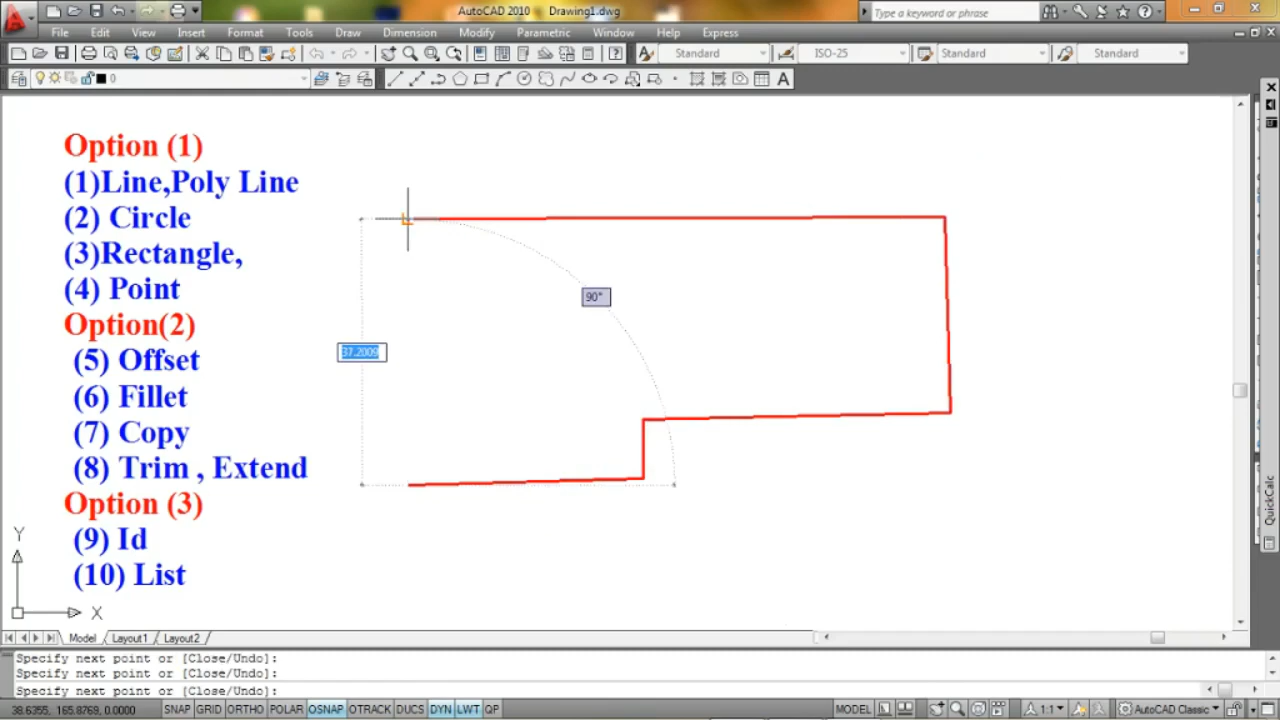 AutoCAD 2010 Drawing1.dwg
Type a keyword or phrase
File Edit View Insert Format Tools Draw Dimension Modify Parametric Window Help Express
Standard ISO-25 Standard Standard
0
Option (1)
(1)Line,Poly Line
(2) Circle
(3)Rectangle,
(4) Point
Option(2)
(5) Offset
(6) Fillet
(7) Copy
(8) Trim , Extend
Option (3)
(9) Id
(10) List
90°
37.2009
QuickCalc
Y
X
Model Layout1 Layout2
Specify next point or [Close/Undo]:
Specify next point or [Close/Undo]:
Specify next point or [Close/Undo]:
38.6355, 165.8769, 0.0000 SNAP GRID ORTHO POLAR OSNAP OTRACK DUCS DYN LWT QP MODEL 1:1 AutoCAD Classic